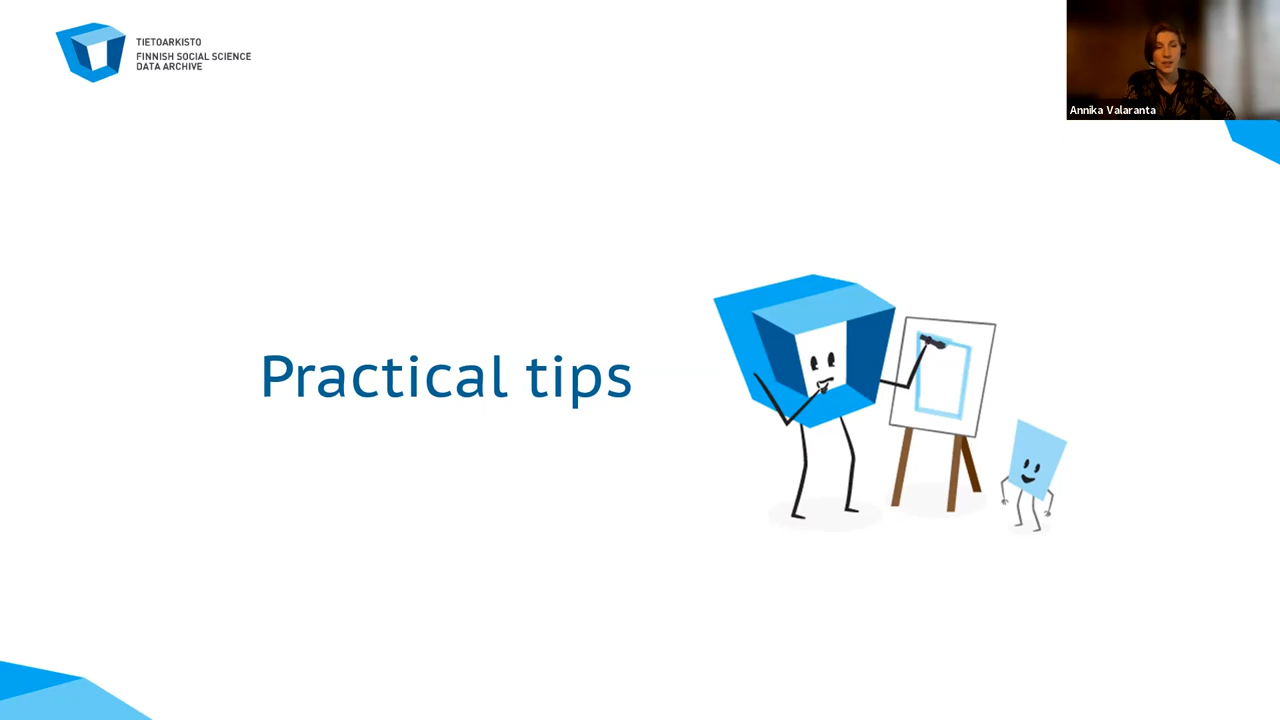 TIETOARKISTO
FINNISH SOCIAL SCIENCE
DATA ARCHIVE
Annika Valaranta
Practical tips